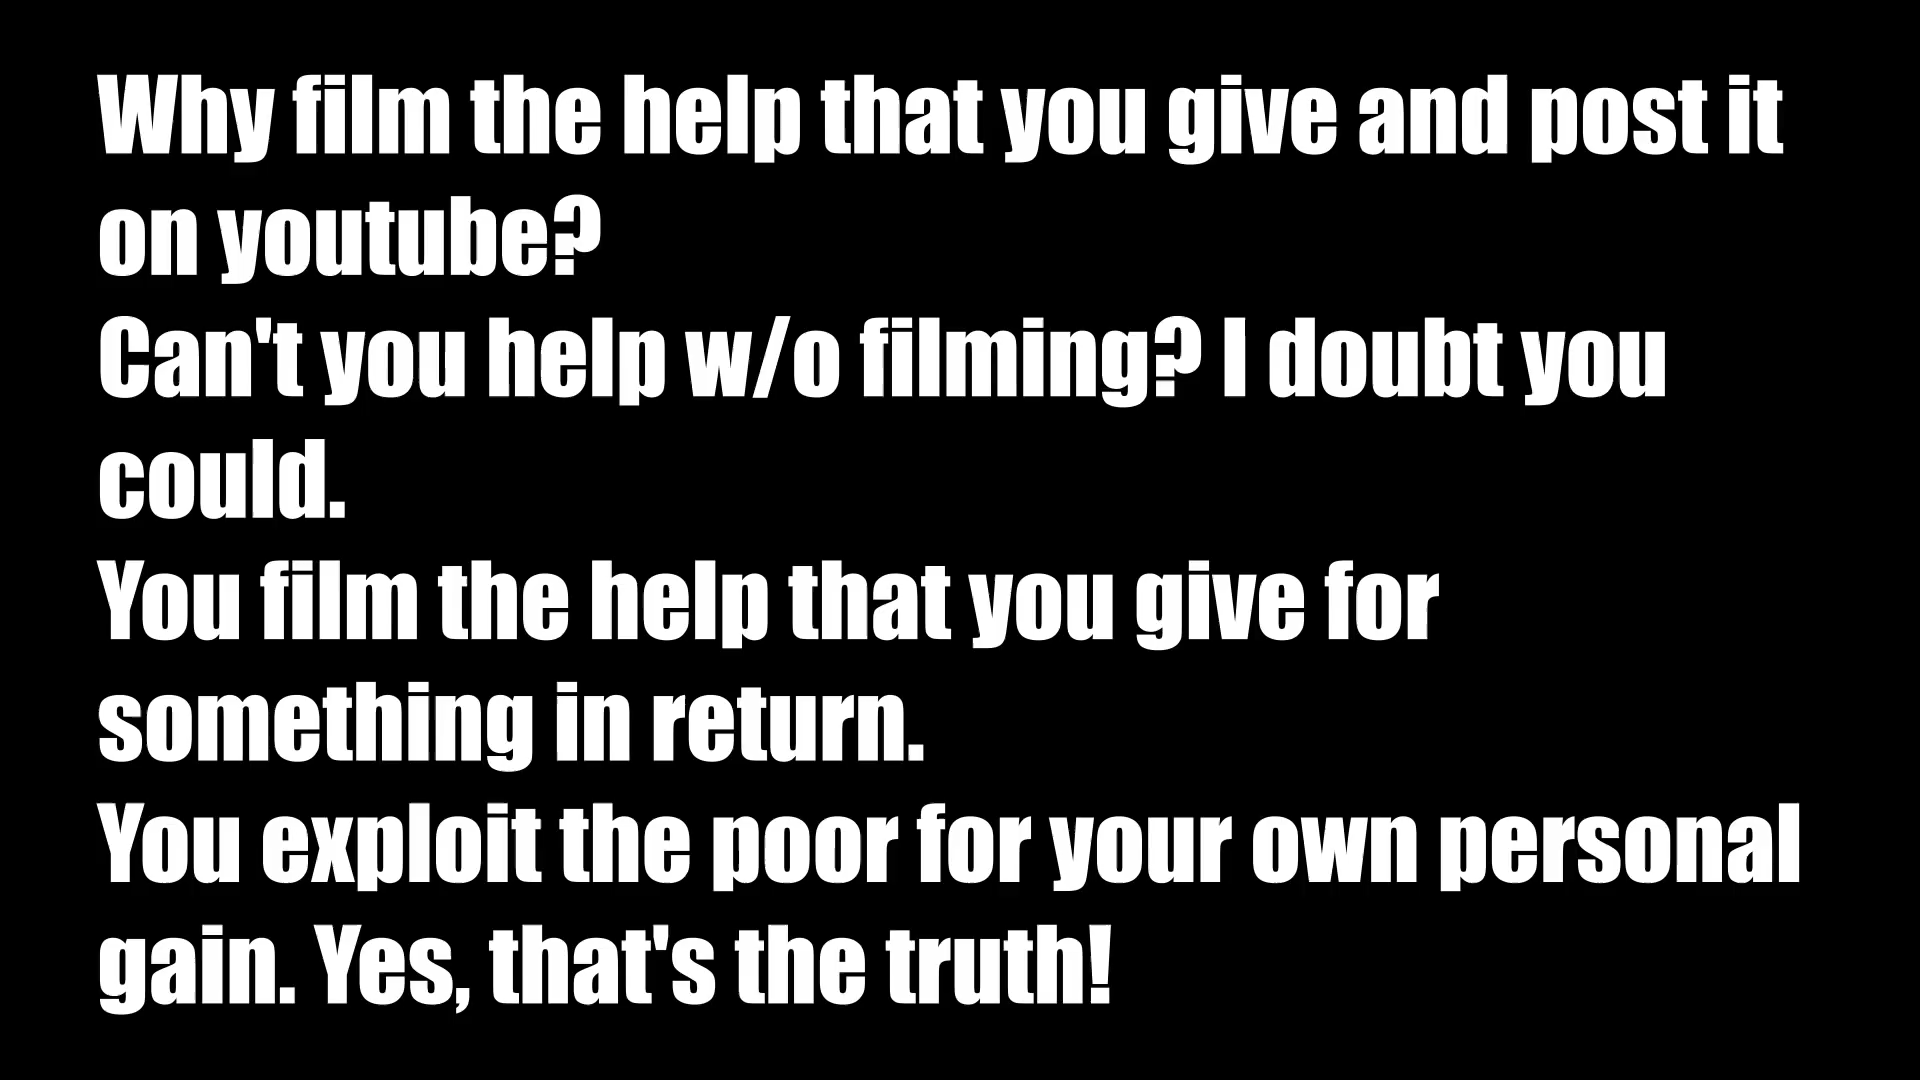 Why film the help that you give and post it
on youtube?
Can't you help w/o filming? I doubt you
could.
You film the help that you give for
something in return.
You exploit the poor for your own personal
gain. Yes, that's the truth!